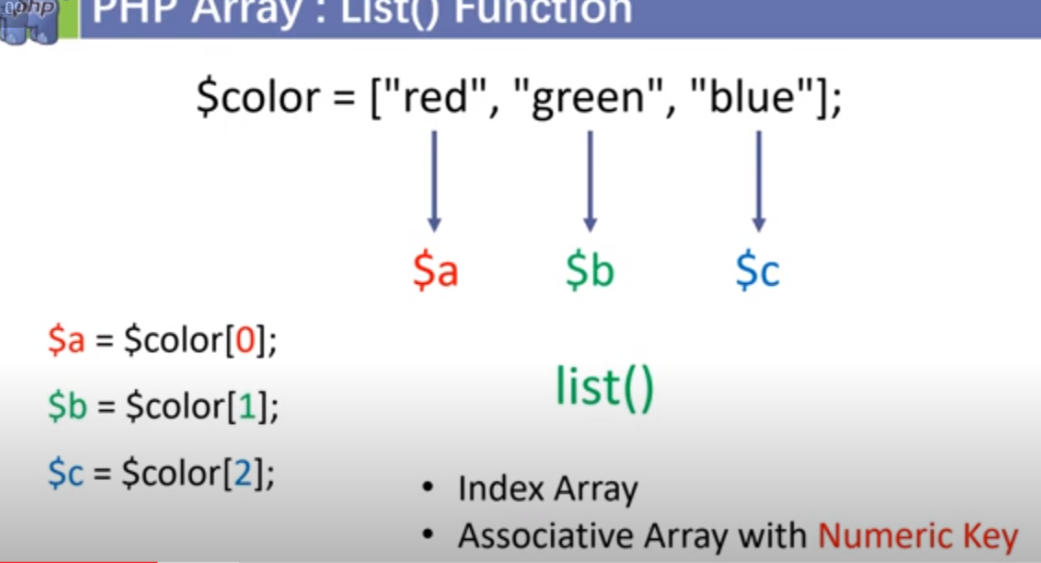 php
PHP Array : List() Function
$color = ["red", "green", "blue"];
$a $b $c
$a = $color[0];
$b = $color[1];
$c = $color[2];
list()
• Index Array
• Associative Array with Numeric Key